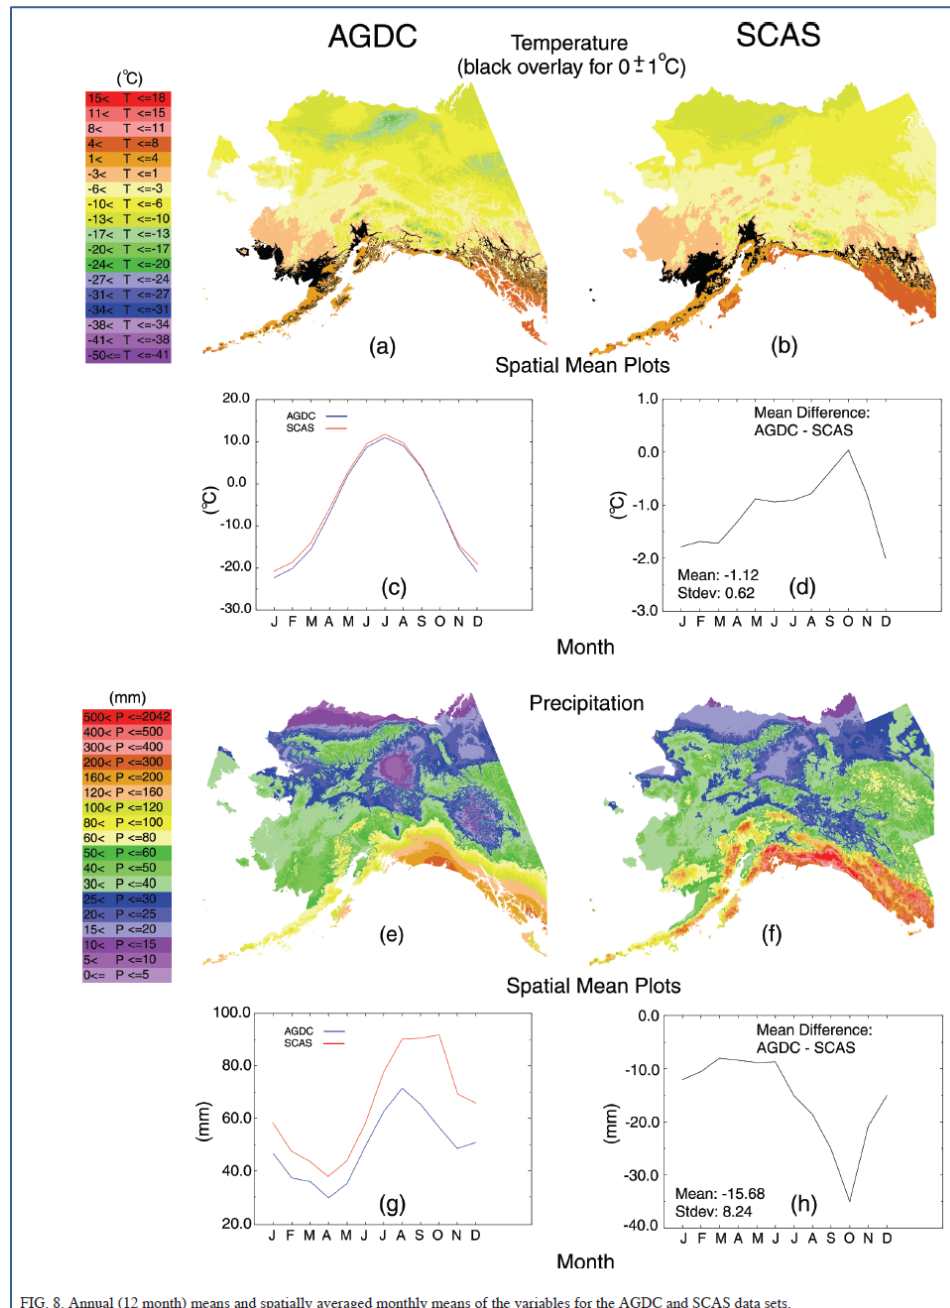 AGDC
SCAS
Temperature
(black overlay for 0 ± 1°C)
(°C)
15< T <=18
11< T <=15
8< T <=11
4< T <=8
1< T <=4
-3< T <=1
-6< T <=-3
-10< T <=-6
-13< T <=-10
-17< T <=-13
-20< T <=-17
-24< T <=-20
-27< T <=-24
-31< T <=-27
-34< T <=-31
-38< T <=-34
-41< T <=-38
-50<= T <=-41
(a)
(b)
Spatial Mean Plots
20.0
10.0
0.0
-10.0
-20.0
-30.0
(°C)
AGDC
SCAS
(c)
J F M A M J J A S O N D
1.0
0.0
-1.0
-2.0
-3.0
(°C)
Mean Difference:
AGDC - SCAS
Mean: -1.12
Stdev: 0.62
(d)
J F M A M J J A S O N D
Month
(mm)
Precipitation
500< P <=2042
400< P <=500
300< P <=400
200< P <=300
160< P <=200
120< P <=160
100< P <=120
80< P <=100
60< P <=80
50< P <=60
40< P <=50
30< P <=40
25< P <=30
20< P <=25
15< P <=20
10< P <=15
5< P <=10
0<= P <=5
(e)
(f)
Spatial Mean Plots
100.0
80.0
60.0
40.0
20.0
(mm)
AGDC
SCAS
(g)
J F M A M J J A S O N D
0.0
-10.0
-20.0
-30.0
-40.0
(mm)
Mean Difference:
AGDC - SCAS
Mean: -15.68
Stdev: 8.24
(h)
J F M A M J J A S O N D
Month
FIG. 8. Annual (12 month) means and spatially averaged monthly means of the variables for the AGDC and SCAS data sets.